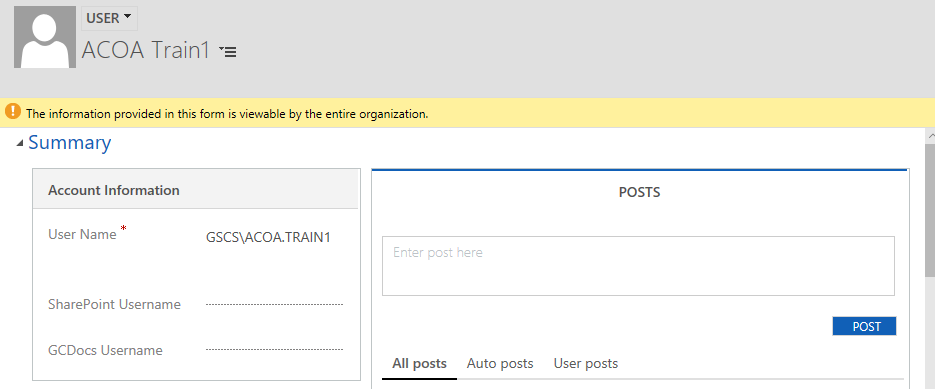 USER
ACOA Train1
The information provided in this form is viewable by the entire organization.
Summary
Account Information
User Name *
GSCS\ACOA.TRAIN1
SharePoint Username
GCDocs Username
POSTS
Enter post here
POST
All posts Auto posts User posts